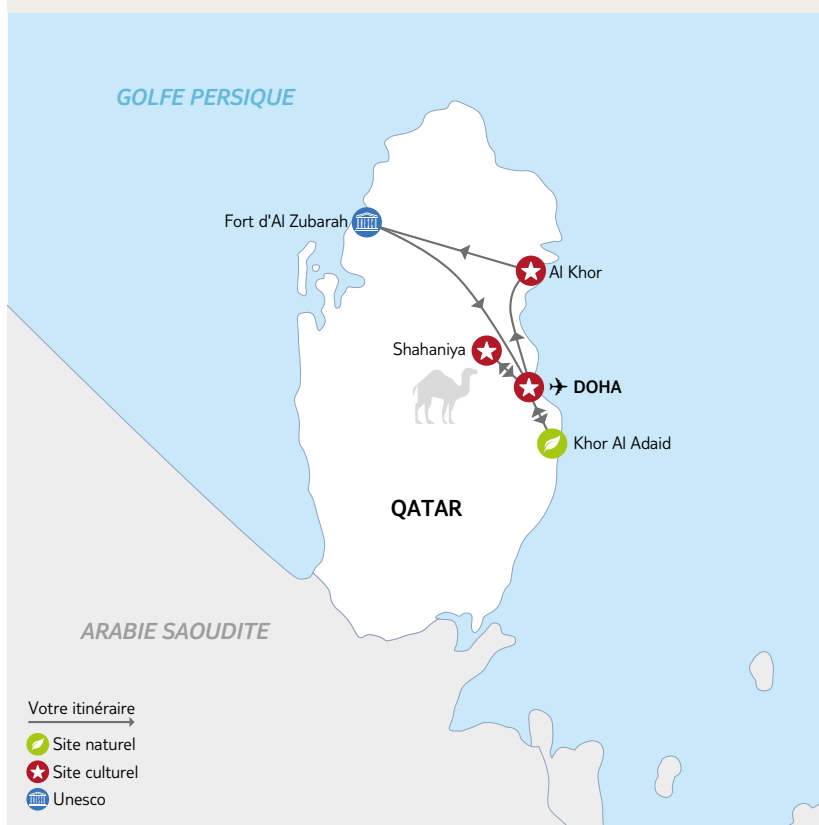 GOLFE PERSIQUE
Fort d'Al Zubarah
Al Khor
Shahaniya
DOHA
Khor Al Adaid
QATAR
ARABIE SAOUDITE
Votre itinéraire
Site naturel
Site culturel
Unesco